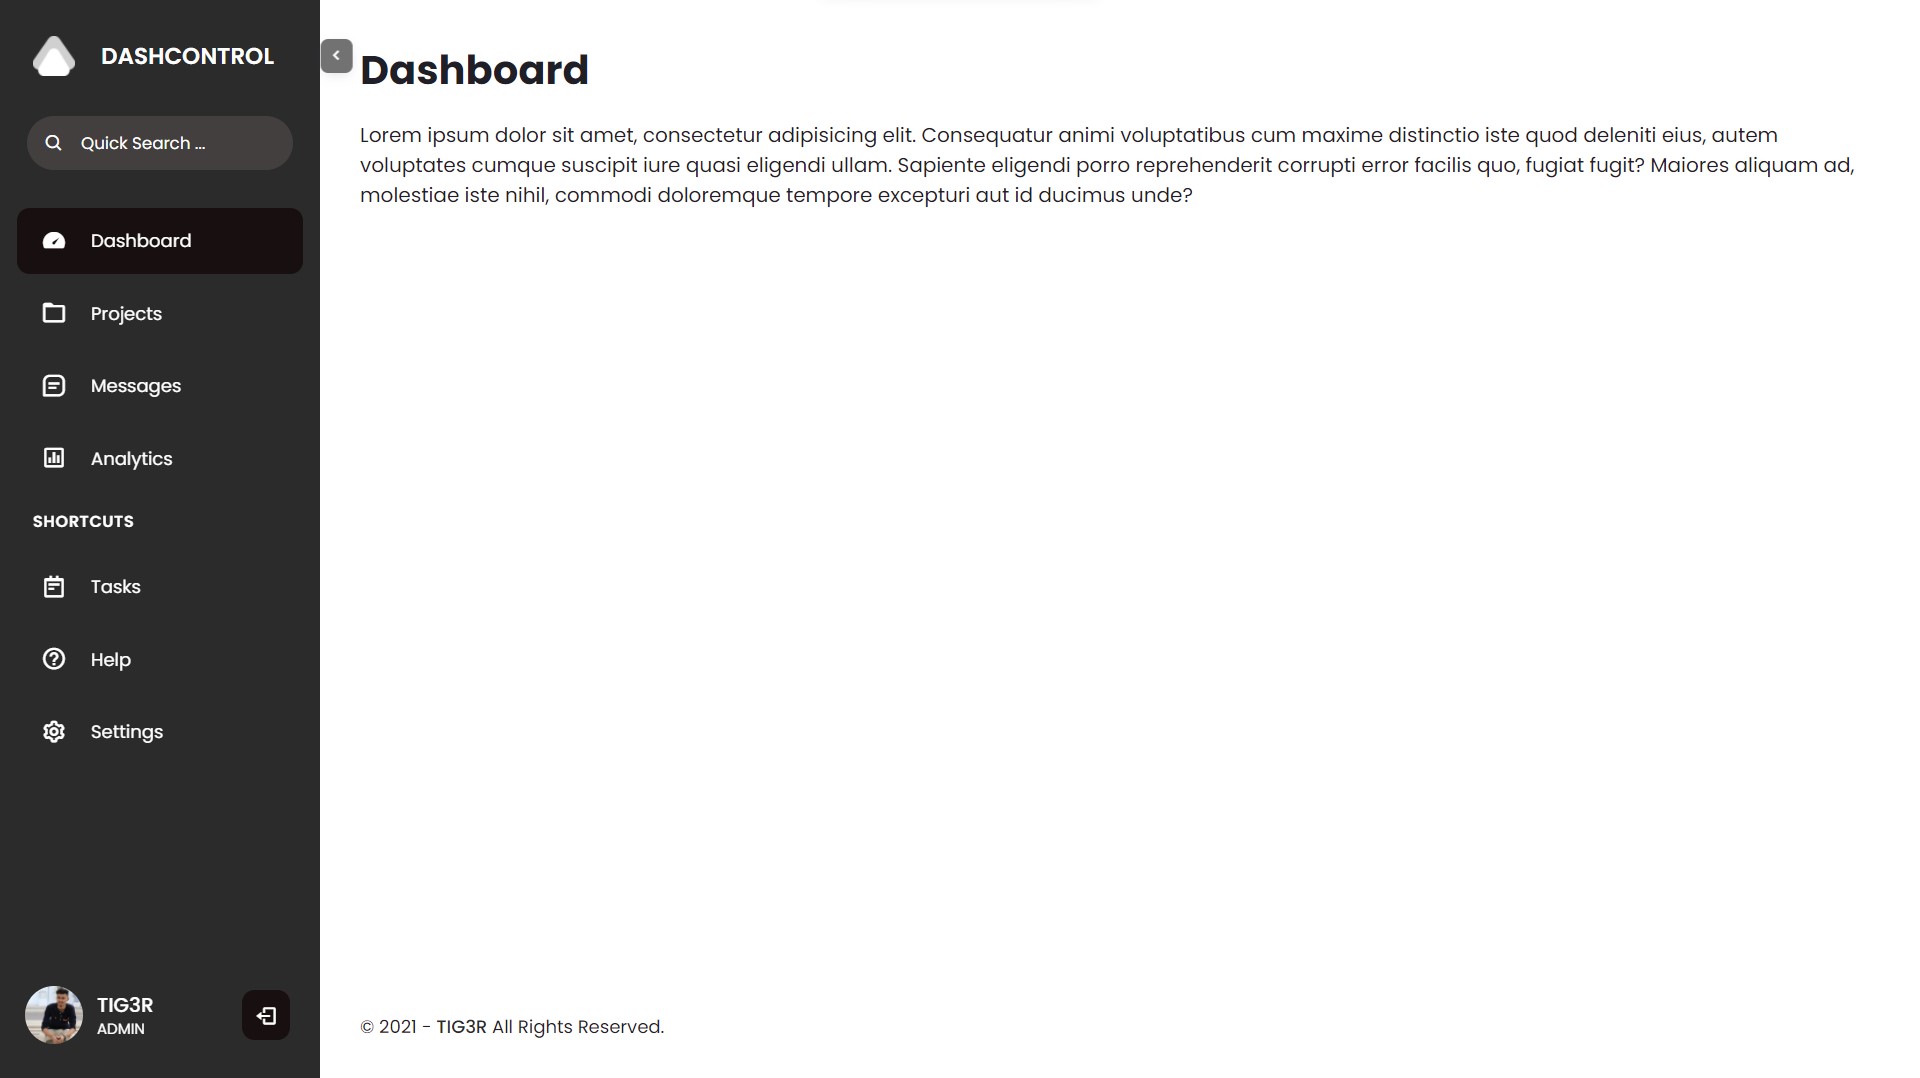 DASHCONTROL
Quick Search ...
Dashboard
Projects
Messages
Analytics
SHORTCUTS
Tasks
Help
Settings
TIG3R
ADMIN
Dashboard
Lorem ipsum dolor sit amet, consectetur adipisicing elit. Consequatur animi voluptatibus cum maxime distinctio iste quod deleniti eius, autem
voluptates cumque suscipit iure quasi eligendi ullam. Sapiente eligendi porro reprehenderit corrupti error facilis quo, fugiat fugit? Maiores aliquam ad,
molestiae iste nihil, commodi doloremque tempore excepturi aut id ducimus unde?
© 2021 - TIG3R All Rights Reserved.